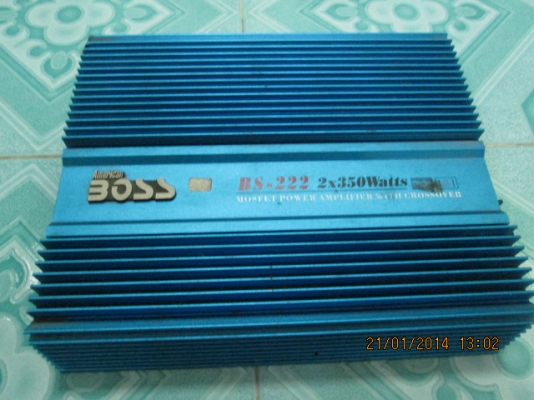 American
BOSS
BS-222 2x350Watts
MOSFET POWER AMPLIFIER WITH CROSSOVER
21/01/2014 13:02